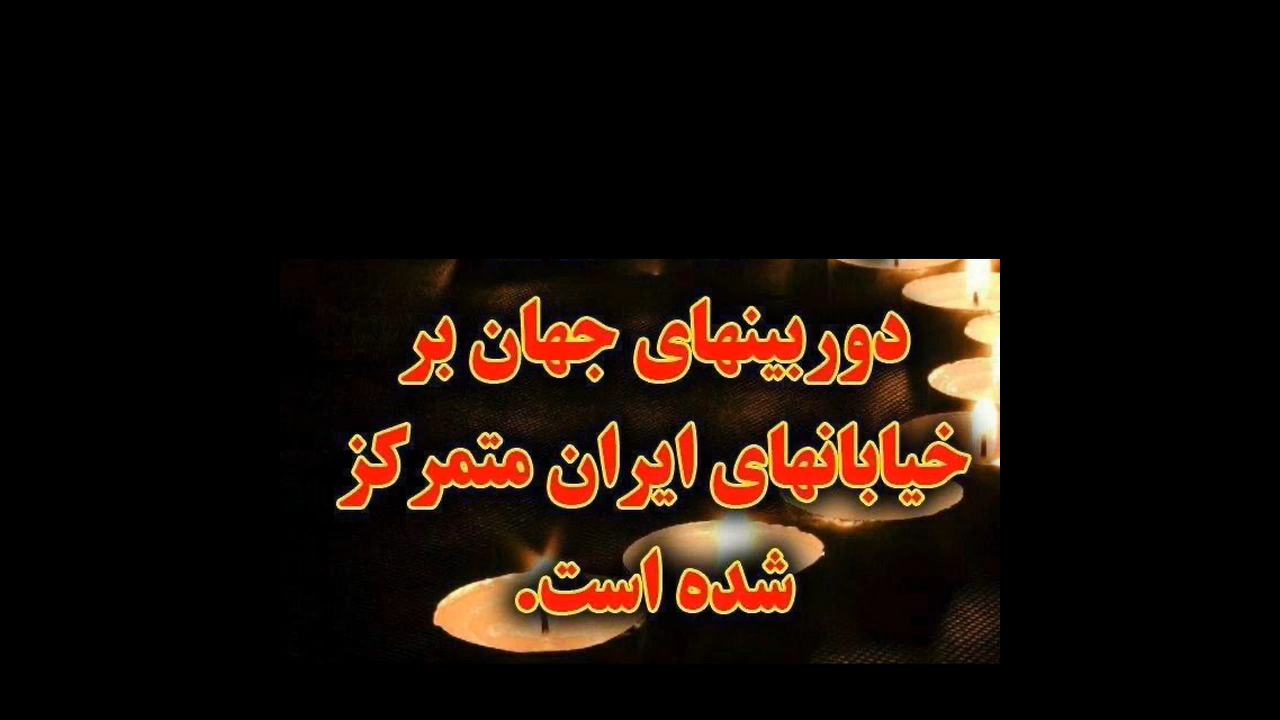 دوربینهای جهان بر
خیابانهای ایران متمرکز
شده است.